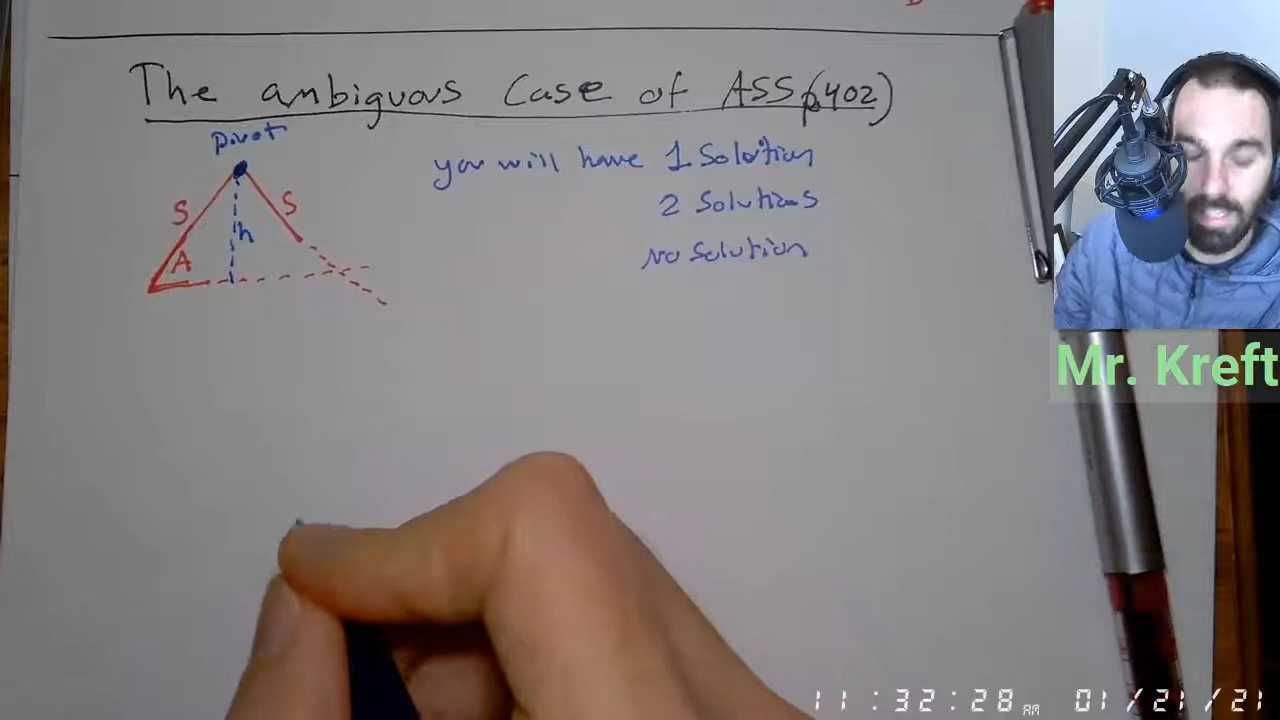 The ambiguous Case of ASS (p402)
pivot
you will have 1 Solution
S
S
2 Solutions
h
A
No Solution
Mr. Kreft
11:32:28 AM 01/21/21